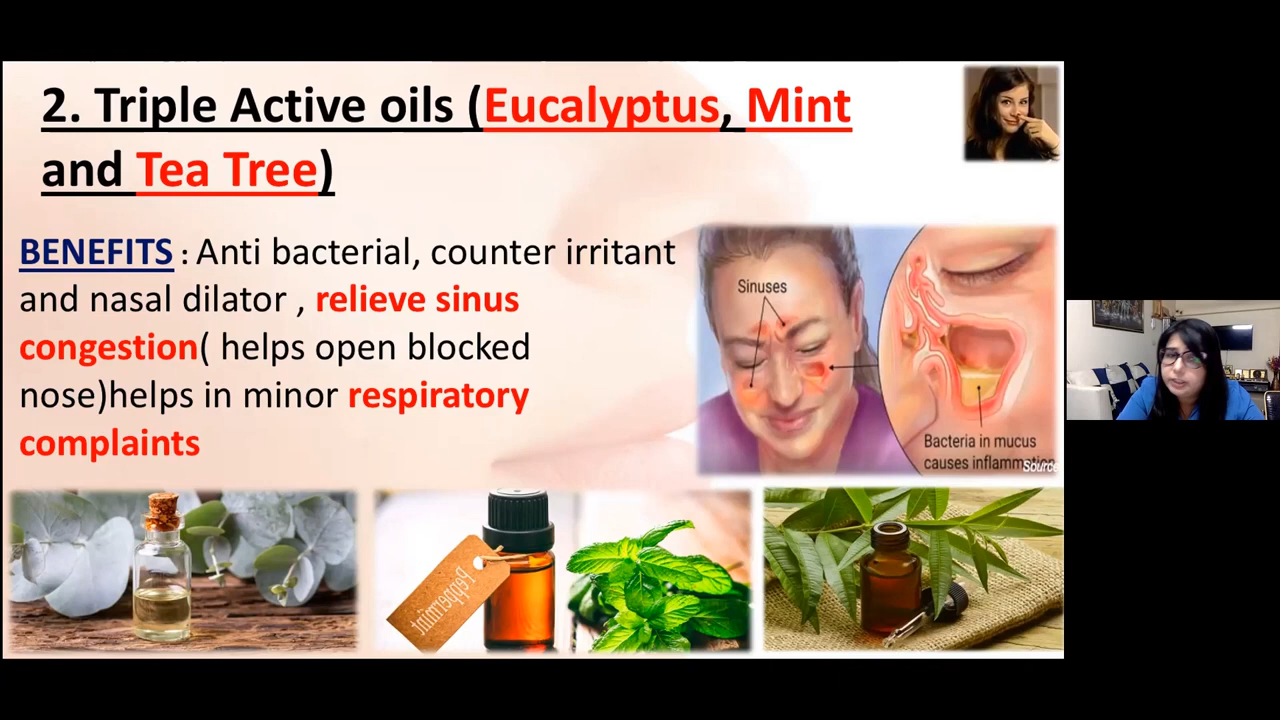 2. Triple Active oils (Eucalyptus, Mint
and Tea Tree)
BENEFITS : Anti bacterial, counter irritant
and nasal dilator , relieve sinus
congestion( helps open blocked
nose)helps in minor respiratory
complaints
Sinuses
Bacteria in mucus
causes inflammation
Source
Peppermint